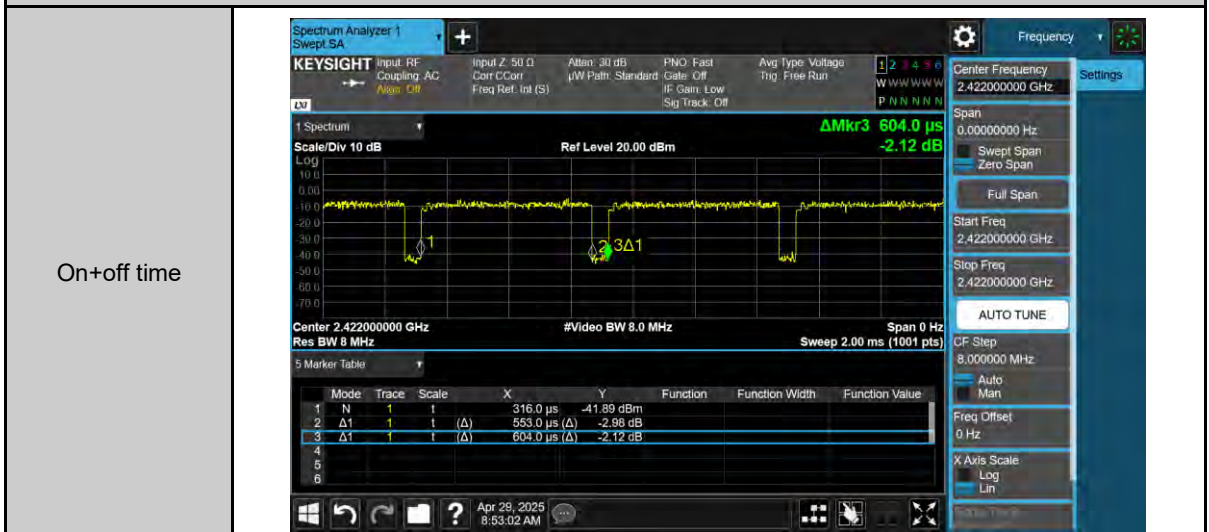 On+off time
Spectrum Analyzer 1
Swept SA
+
Frequency
KEYSIGHT
Input: RF
Coupling: AC
Align: Off
Input Z: 50 Ω
Corr CCorr
Freq Ref: Int (S)
Atten: 30 dB
µW Path: Standard
PNO: Fast
Gate: Off
IF Gain: Low
Sig Track: Off
Avg Type: Voltage
Trig: Free Run
1 2 3 4 5 6
W W W W W W
P N N N N N
LXI
1 Spectrum
Scale/Div 10 dB
Ref Level 20.00 dBm
ΔMkr3 604.0 µs
-2.12 dB
Log
10.0
0.00
-10.0
-20.0
-30.0
-40.0
-50.0
-60.0
-70.0
1
2 3Δ1
Center 2.422000000 GHz
#Video BW 8.0 MHz
Span 0 Hz
Res BW 8 MHz
Sweep 2.00 ms (1001 pts)
5 Marker Table
Mode Trace Scale X Y Function Function Width Function Value
1 N 1 t 316.0 µs -41.89 dBm
2 Δ1 1 t (Δ) 553.0 µs (Δ) -2.98 dB
3 Δ1 1 t (Δ) 604.0 µs (Δ) -2.12 dB
4
5
6
?
Apr 29, 2025
8:53:02 AM
Center Frequency
2.422000000 GHz
Settings
Span
0.00000000 Hz
Swept Span
Zero Span
Full Span
Start Freq
2.422000000 GHz
Stop Freq
2.422000000 GHz
AUTO TUNE
CF Step
8.000000 MHz
Auto
Man
Freq Offset
0 Hz
X Axis Scale
Log
Lin